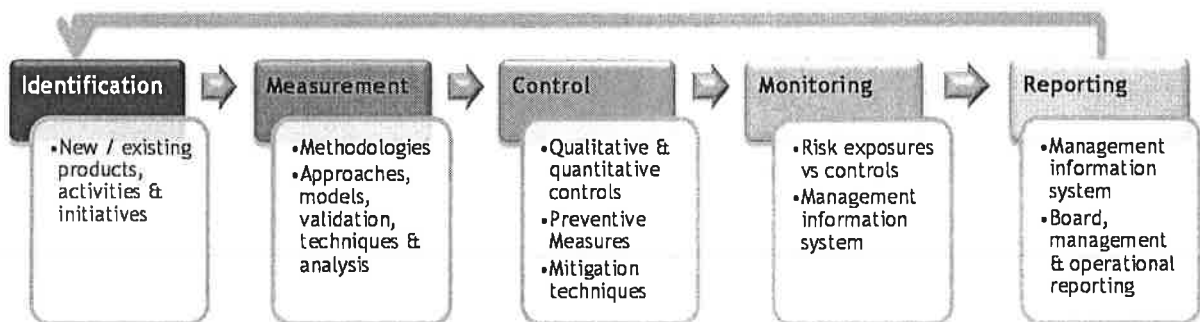 Identification
Measurement
Control
Monitoring
Reporting
•New / existing
products,
activities &
initiatives
•Methodologies
•Approaches,
models,
validation,
techniques &
analysis
•Qualitative &
quantitative
controls
•Preventive
Measures
•Mitigation
techniques
•Risk exposures
vs controls
•Management
information
system
•Management
information
system
•Board,
management
& operational
reporting